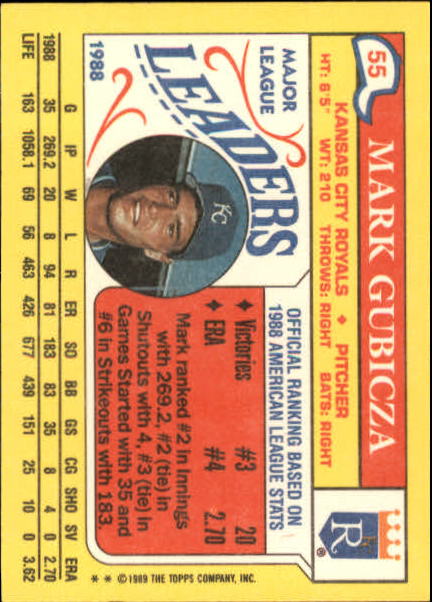 55
MARK GUBICZA
KANSAS CITY ROYALS ♦ PITCHER
HT: 6'5" WT: 210 THROWS: RIGHT BATS: RIGHT
R
®
MAJOR
LEAGUE
LEADERS
1988
KC
OFFICIAL RANKING BASED ON
1988 AMERICAN LEAGUE STATS
♦ Victories #3 20
♦ ERA #4 2.70
Mark ranked #2 in Innings
with 269.2, #2 (tie) in
Shutouts with 4, #3 (tie) in
Games Started with 35 and
#6 in Strikeouts with 183.
G IP W L R ER SO BB GS CG SHO SV ERA
1988 35 269.2 20 8 94 81 183 83 35 8 4 0 2.70
LIFE 163 1058.1 69 56 463 426 677 439 151 25 10 0 3.62
* * © 1989 THE TOPPS COMPANY, INC.